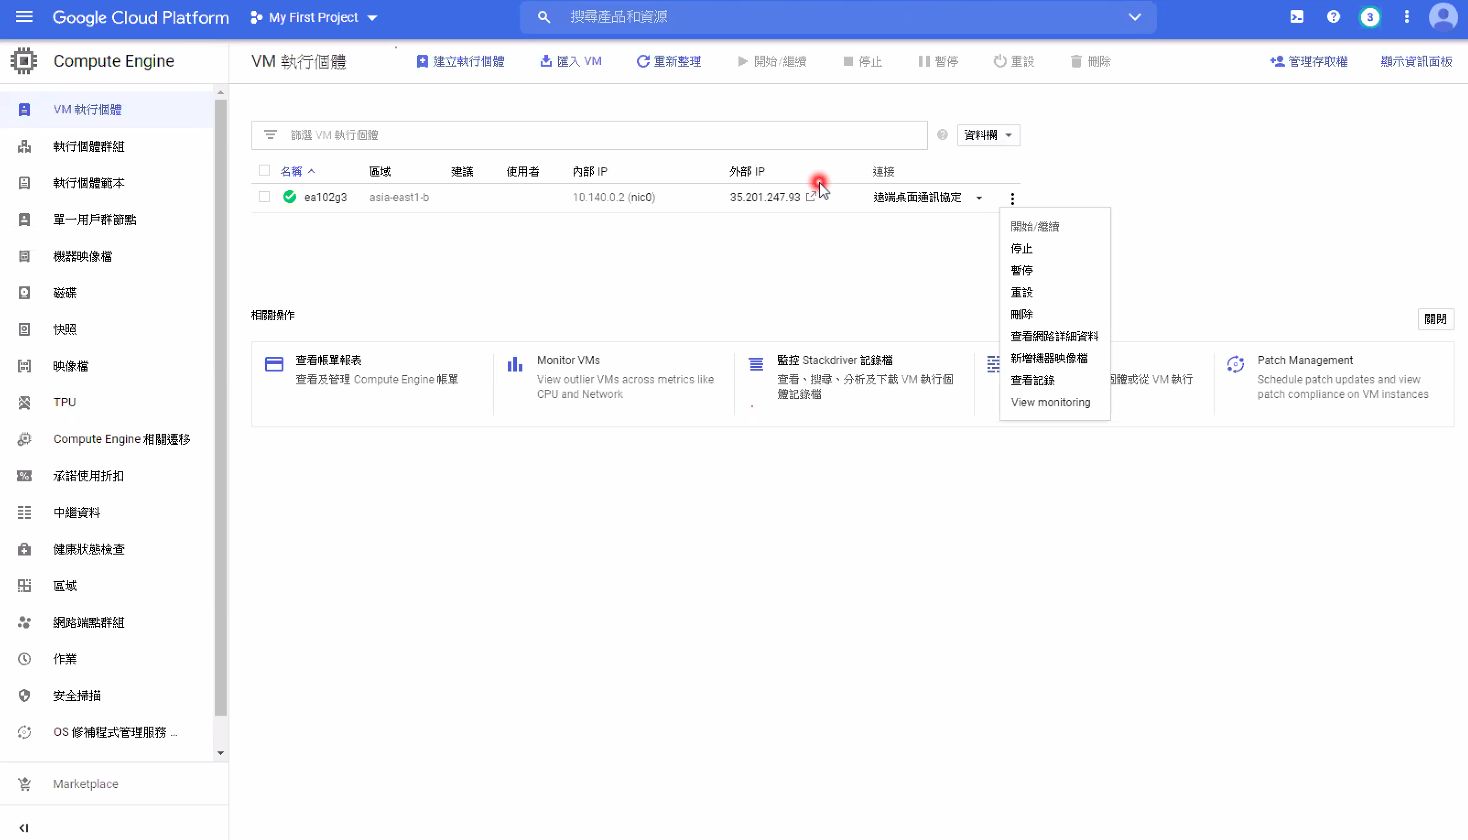 Google Cloud Platform
My First Project
搜尋產品和資源
3
Compute Engine
VM 執行個體
建立執行個體
匯入 VM
重新整理
開始/繼續
停止
暫停
重設
刪除
管理存取權
顯示資訊面板
VM 執行個體
執行個體群組
執行個體範本
單一用戶群節點
機器映像檔
磁碟
快照
映像檔
TPU
Compute Engine 相關遷移
承諾使用折扣
中繼資料
健康狀態檢查
區域
網路端點群組
作業
安全掃描
OS 修補程式管理服務 ...
Marketplace
篩選 VM 執行個體
資料欄
名稱
區域
建議
使用者
內部 IP
外部 IP
連接
ea102g3
asia-east1-b
10.140.0.2 (nic0)
35.201.247.93
遠端桌面通訊協定
開始/繼續
停止
暫停
重設
刪除
查看網路詳細資料
新增機器映像檔
查看記錄
View monitoring
相關操作
關閉
查看帳單報表
查看及管理 Compute Engine 帳單
Monitor VMs
View outlier VMs across metrics like
CPU and Network
監控 Stackdriver 記錄檔
查看、搜尋、分析及下載 VM 執行個
體記錄檔
個體或從 VM 執行
Patch Management
Schedule patch updates and view
patch compliance on VM instances